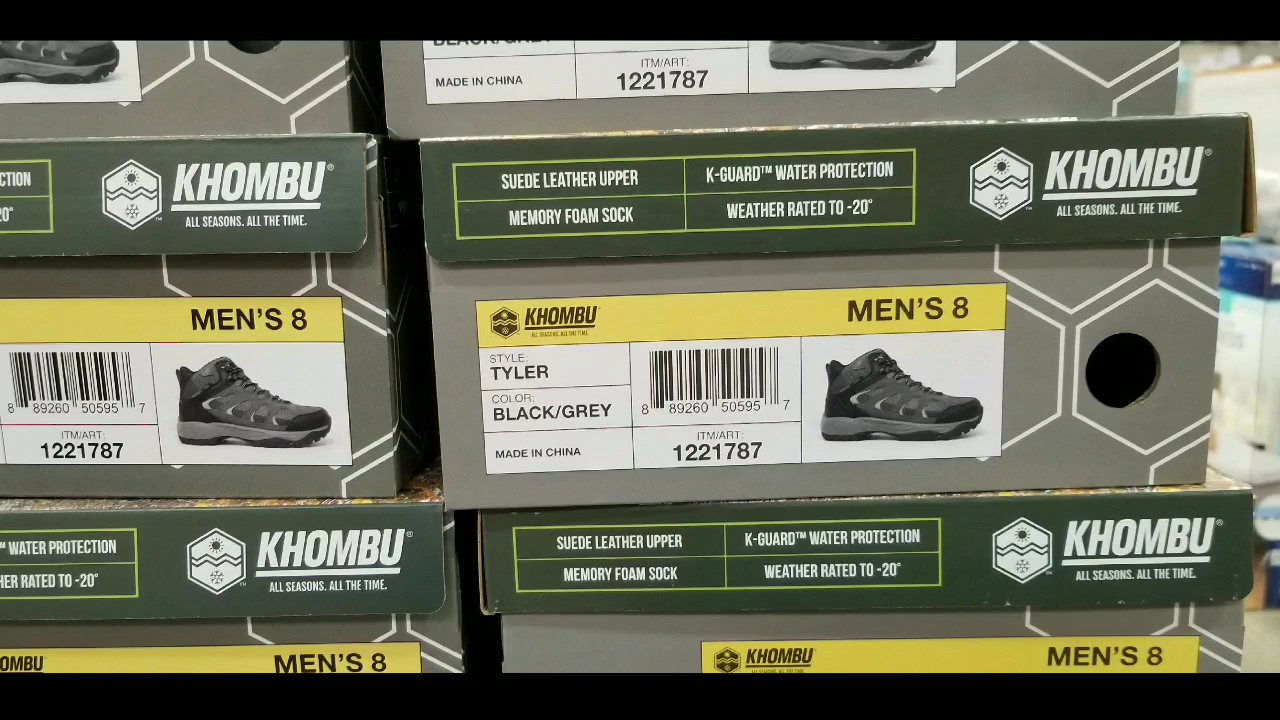 MADE IN CHINA
ITM/ART:
1221787
KHOMBU®
ALL SEASONS. ALL THE TIME.
MEN'S 8
8 89260 50595 7
ITM/ART:
1221787
SUEDE LEATHER UPPER
K-GUARD™ WATER PROTECTION
MEMORY FOAM SOCK
WEATHER RATED TO -20°
KHOMBU®
ALL SEASONS. ALL THE TIME.
KHOMBU
ALL SEASONS. ALL THE TIME.
MEN'S 8
STYLE:
TYLER
COLOR:
BLACK/GREY
MADE IN CHINA
8 89260 50595 7
ITM/ART:
1221787
WATER PROTECTION
RATED TO -20°
KHOMBU®
ALL SEASONS. ALL THE TIME.
MEN'S 8
SUEDE LEATHER UPPER
K-GUARD™ WATER PROTECTION
MEMORY FOAM SOCK
WEATHER RATED TO -20°
KHOMBU®
ALL SEASONS. ALL THE TIME.
KHOMBU
MEN'S 8